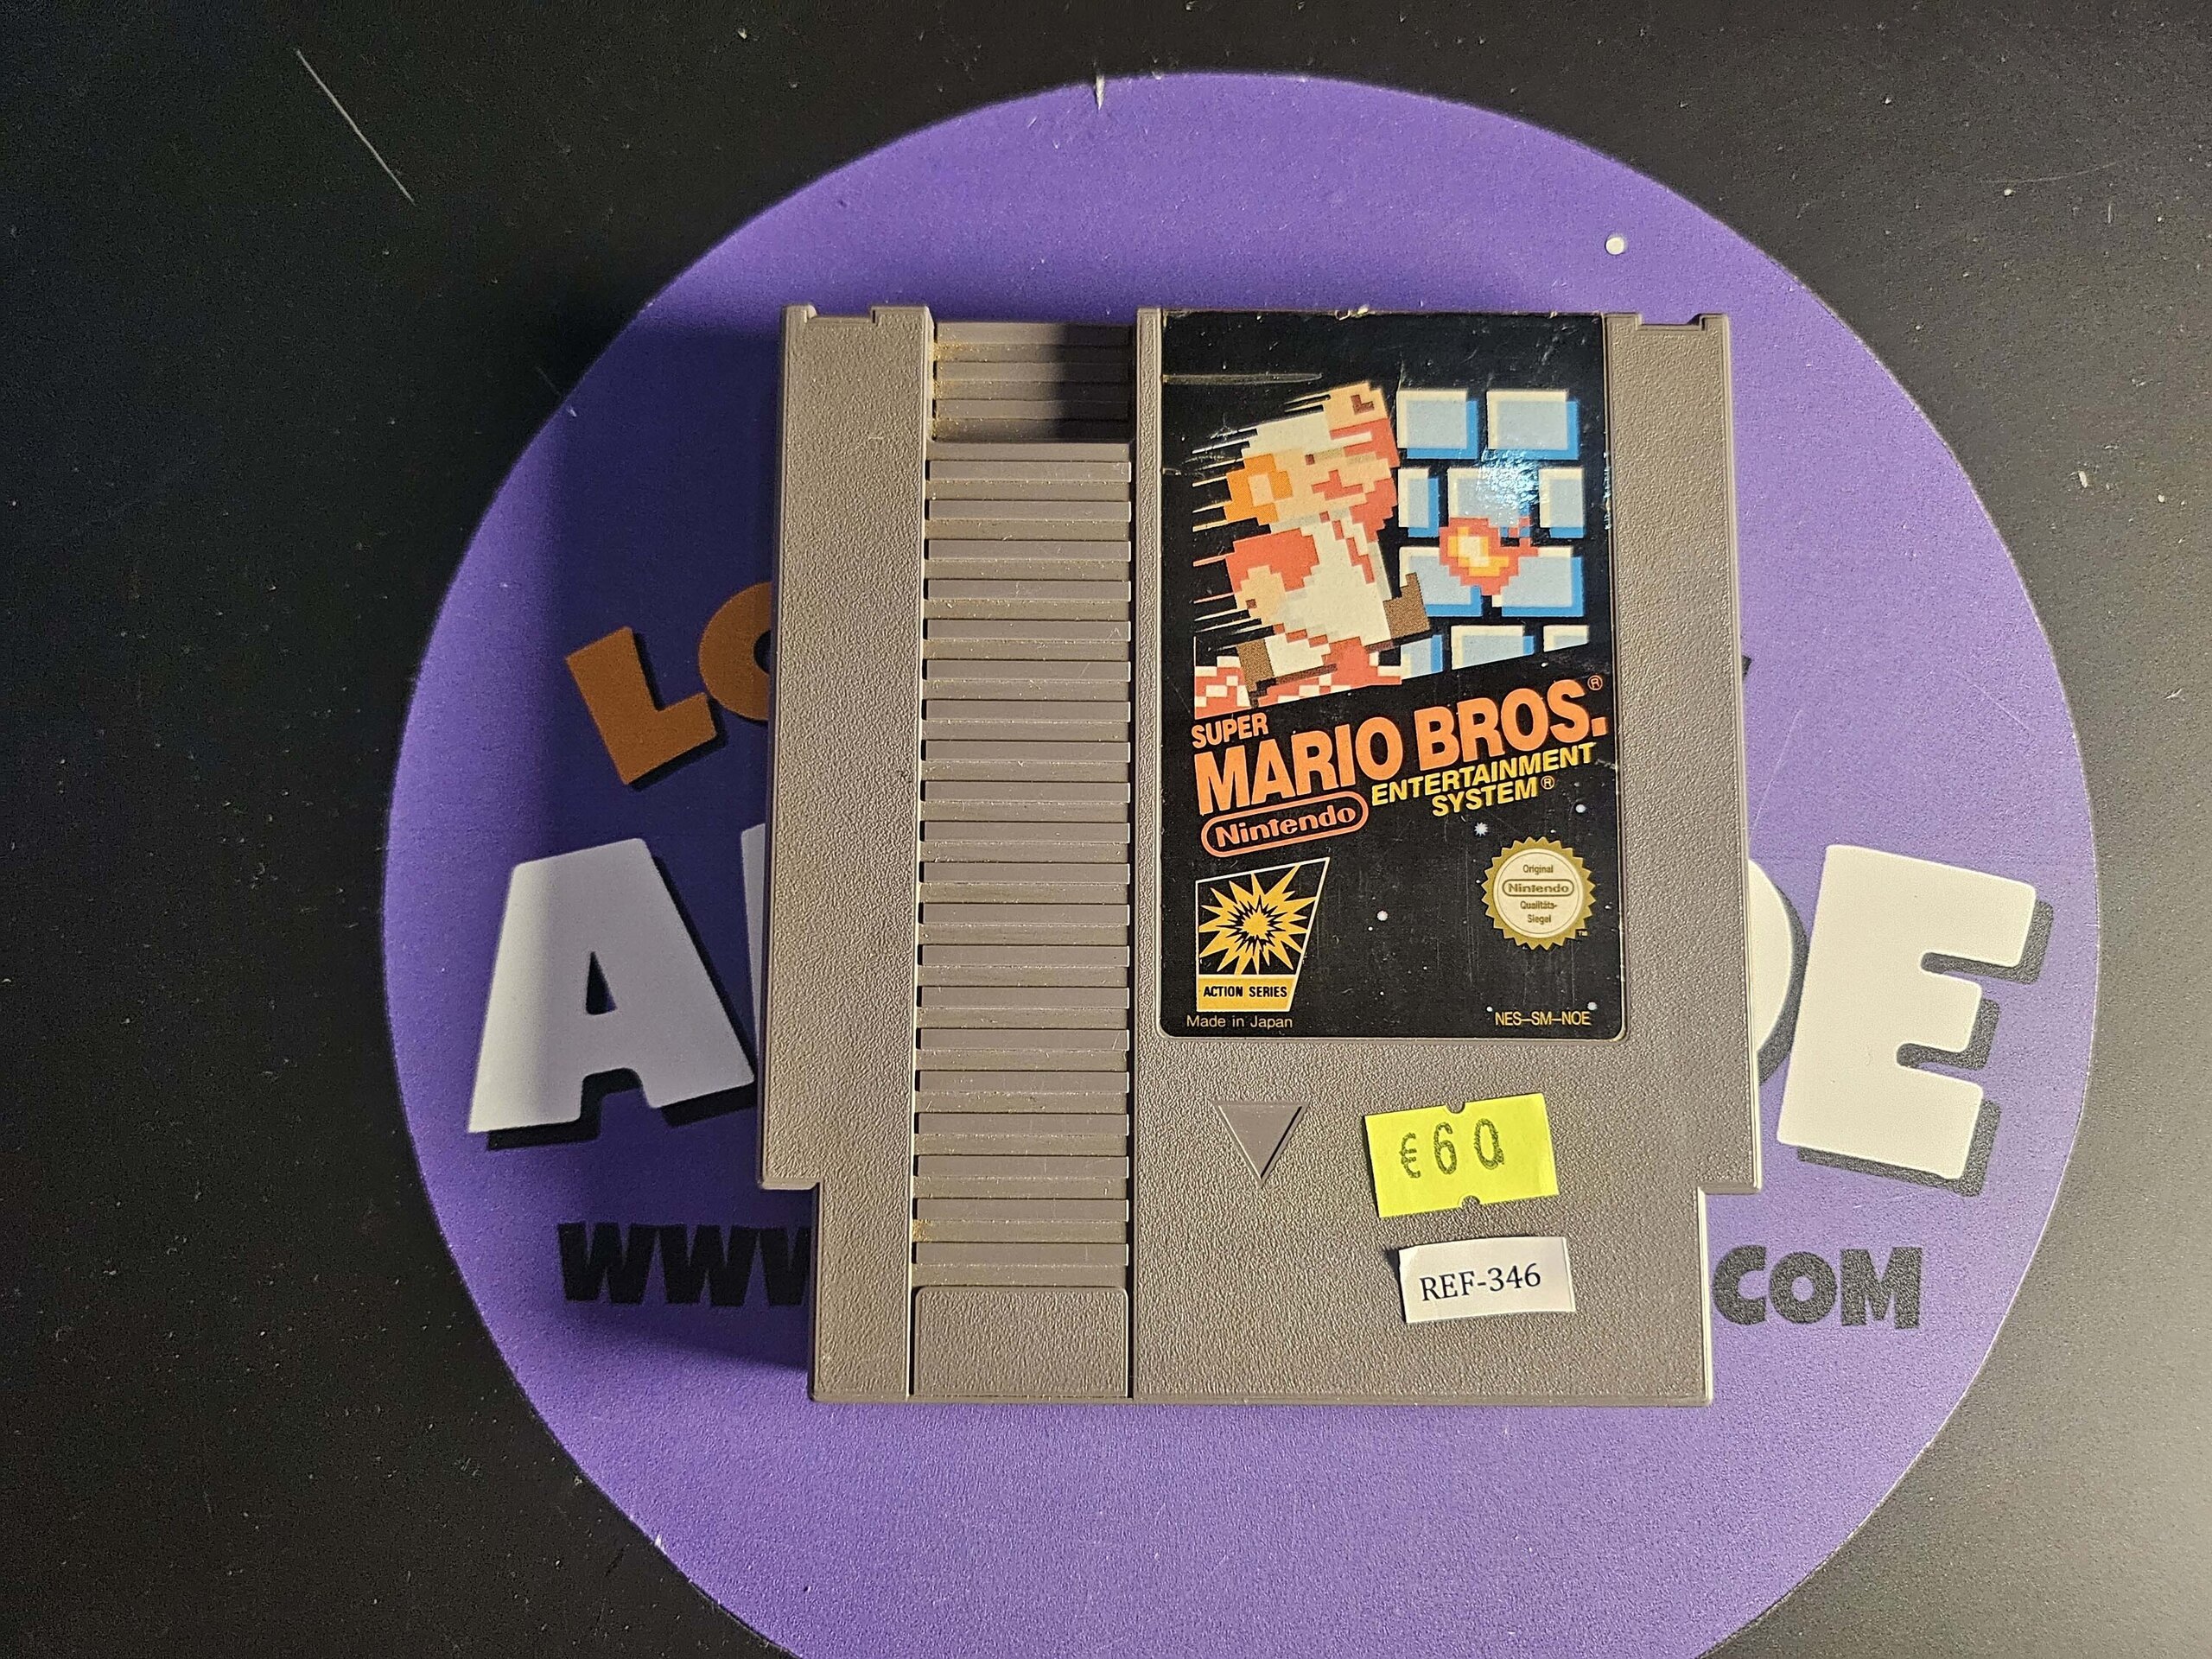 SUPER
MARIO BROS.®
ENTERTAINMENT
SYSTEM®
Nintendo
Original
Nintendo
Qualitäts-
Siegel
TM
ACTION SERIES
Made in Japan
NES-SM-NOE
€60
REF-346
.COM